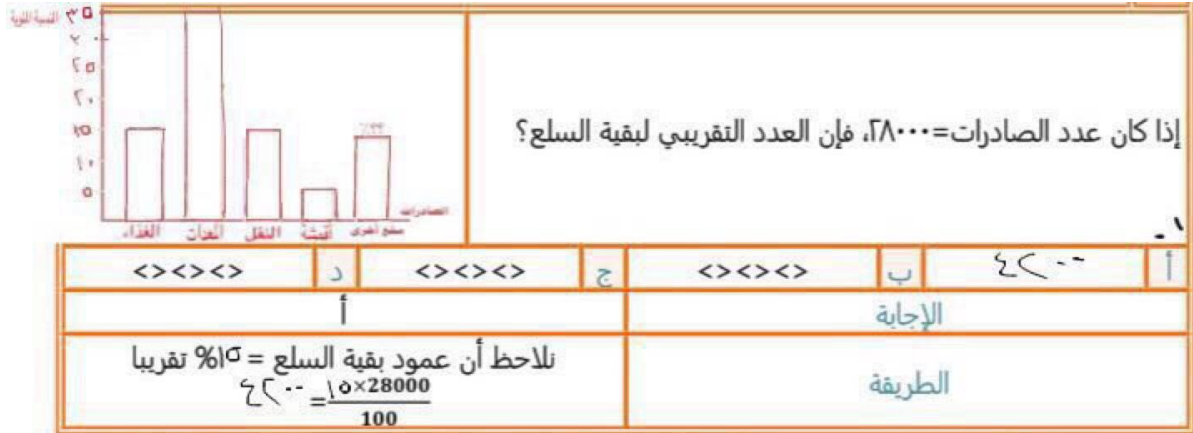 إذا كان عدد الصادرات=٢٨٠٠٠، فإن العدد التقريبي لبقية السلع؟
١-
النسبة المئوية
٣٥
٣٠
٢٥
٢٠
١٥
١٠
٥
الصادرات
الغذاء
المعدات
النقل
أقمشة
سلع أخرى
أ
٤٢٠٠
ب
<><><>
ج
<><><>
د
<><><>
الإجابة
أ
الطريقة
نلاحظ أن عمود بقية السلع = ١٥% تقريبا
١٥×28000
100
=٤٢٠٠